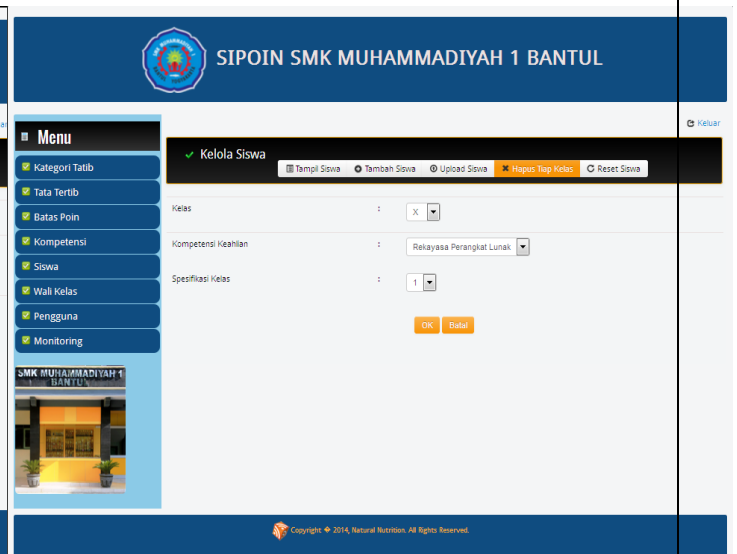 SIPOIN SMK MUHAMMADIYAH 1 BANTUL
Keluar
Menu
Kategori Tatib
Tata Tertib
Batas Poin
Kompetensi
Siswa
Wali Kelas
Pengguna
Monitoring
Kelola Siswa
Tampil Siswa Tambah Siswa Upload Siswa Hapus Tiap Kelas Reset Siswa
Kelas : X
Kompetensi Keahlian : Rekayasa Perangkat Lunak
Spesifikasi Kelas : 1
OK Batal
SMK MUHAMMADIYAH 1
BANTUL
Copyright � 2014, Natural Nutrition. All Rights Reserved.